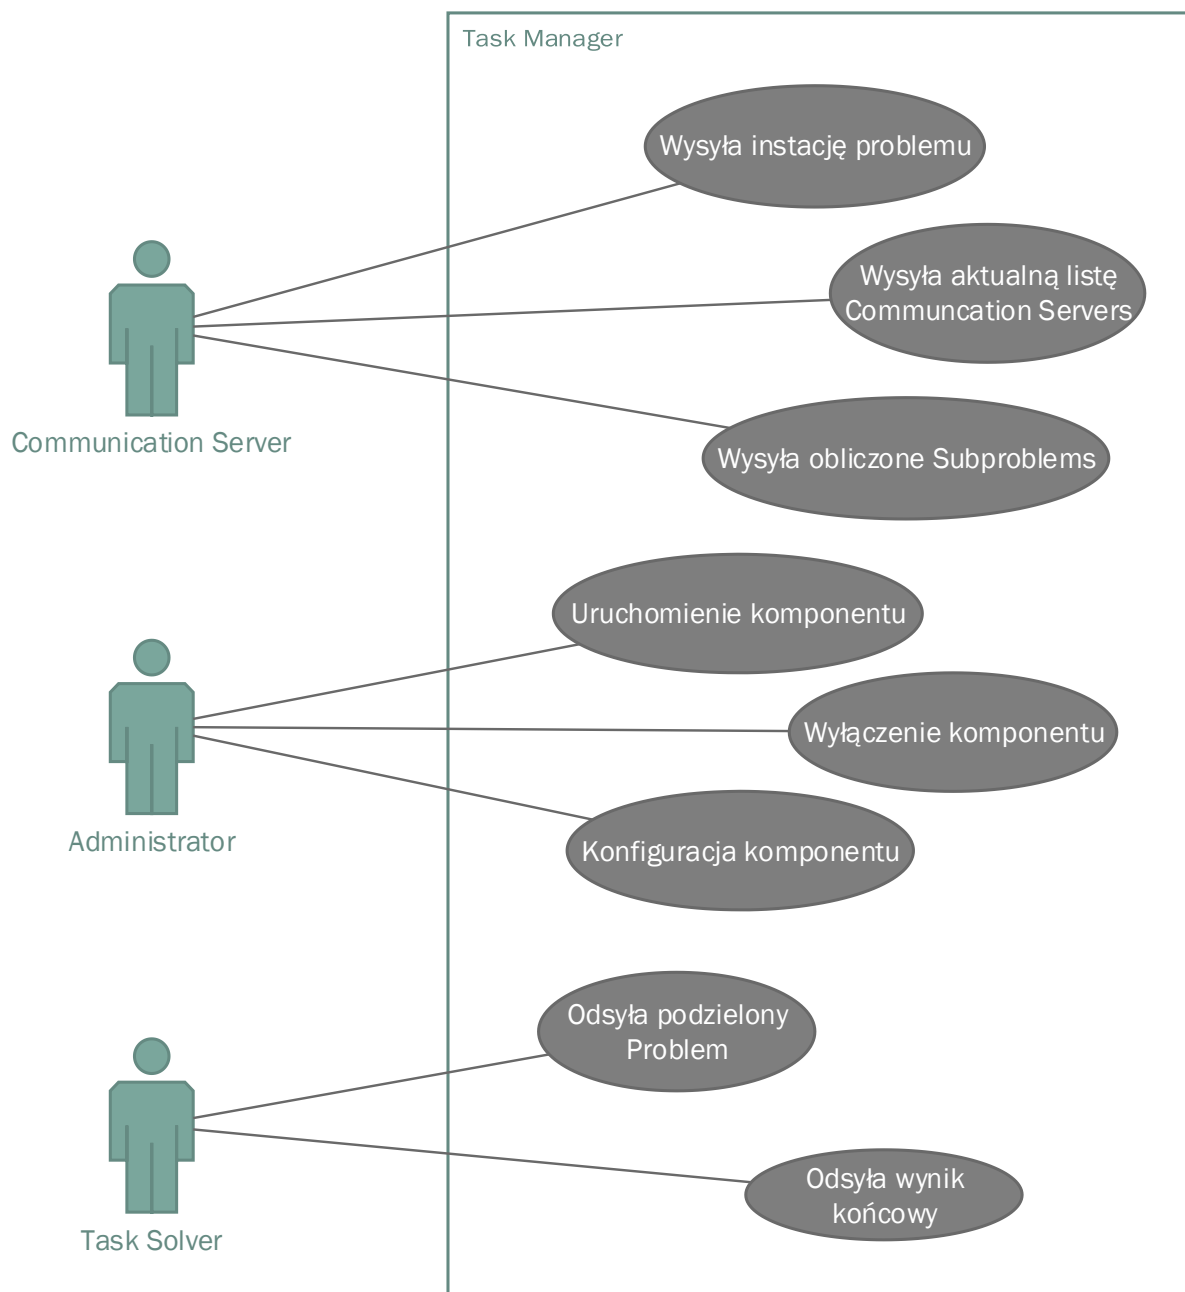 Task Manager
Wysyła instację problemu
Wysyła aktualną listę
Communcation Servers
Communication Server
Wysyła obliczone Subproblems
Uruchomienie komponentu
Wyłączenie komponentu
Administrator
Konfiguracja komponentu
Odsyła podzielony
Problem
Odsyła wynik
końcowy
Task Solver